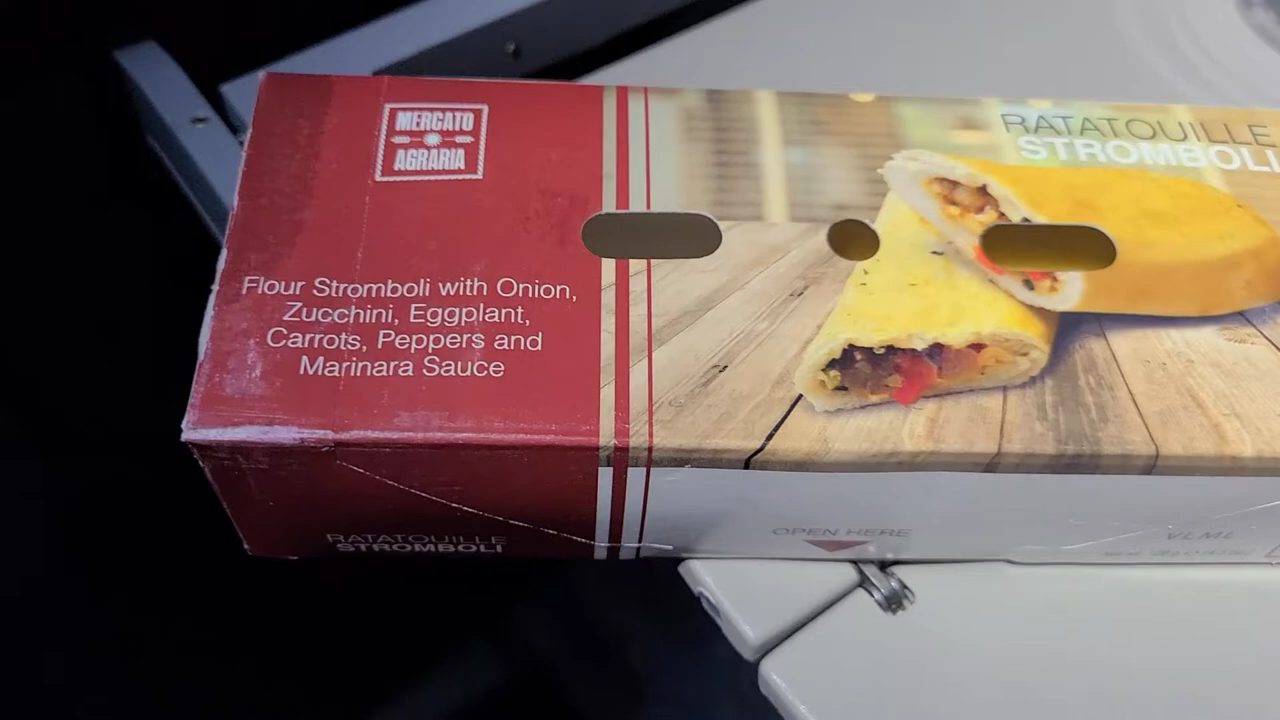 MERCATO
AGRARIA
Flour Stromboli with Onion,
Zucchini, Eggplant,
Carrots, Peppers and
Marinara Sauce
RATATOUILLE
STROMBOLI
RATATOUILLE
STROMBOLI
OPEN HERE
VLML